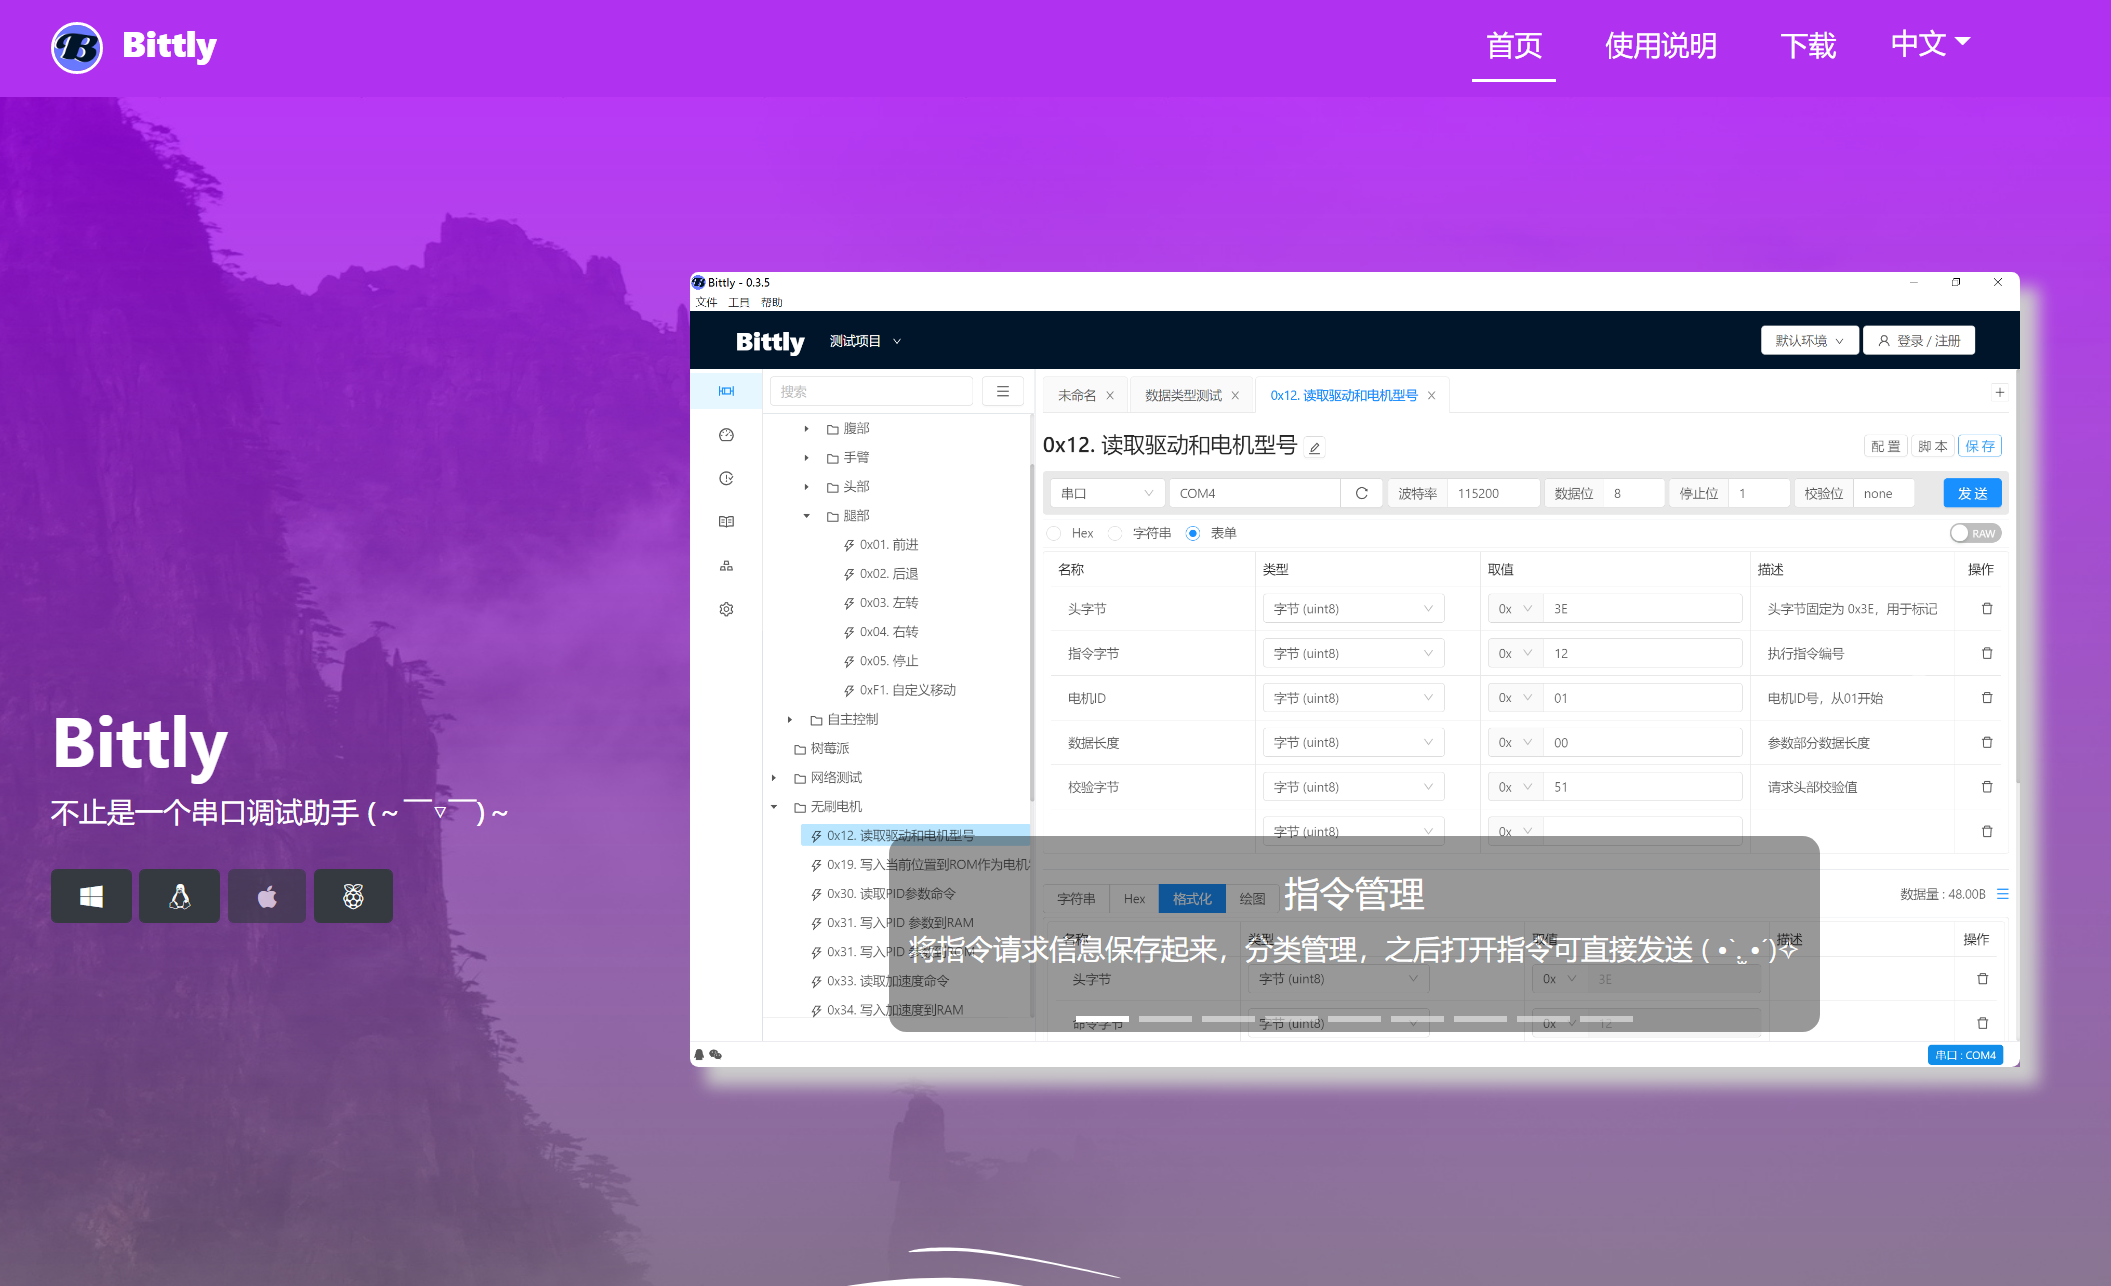 Bittly
首页
使用说明
下载
中文
Bittly
不止是一个串口调试助手 (～￣▽￣)～
Bittly - 0.3.5
文件 工具 帮助
Bittly 测试项目
默认环境
登录 / 注册
搜索
腹部
手臂
头部
腿部
0x01. 前进
0x02. 后退
0x03. 左转
0x04. 右转
0x05. 停止
0xF1. 自定义移动
自主控制
树莓派
网络测试
无刷电机
0x12. 读取驱动和电机型号
0x19. 写入当前位置到ROM作为电机
0x30. 读取PID参数命令
0x31. 写入PID 参数到RAM
0x31. 写入PID 参数到ROM
0x33. 读取加速度命令
0x34. 写入加速度到RAM
未命名
数据类型测试
0x12. 读取驱动和电机型号
0x12. 读取驱动和电机型号
配 置 脚 本 保 存
串口 COM4 波特率 115200 数据位 8 停止位 1 校验位 none 发 送
Hex 字符串 表单 RAW
名称 类型 取值 描述 操作
头字节 字节 (uint8) 0x 3E 头字节固定为 0x3E，用于标记
指令字节 字节 (uint8) 0x 12 执行指令编号
电机ID 字节 (uint8) 0x 01 电机ID号，从01开始
数据长度 字节 (uint8) 0x 00 参数部分数据长度
校验字节 字节 (uint8) 0x 51 请求头部校验值
字节 (uint8) 0x
字符串 Hex 格式化 绘图 数据量 : 48.00B
名称 类型 取值 描述 操作
头字节 字节 (uint8) 0x 3E
命令字节 字节 (uint8) 0x 12
指令管理
将指令请求信息保存起来，分类管理，之后打开指令可直接发送
串口 : COM4